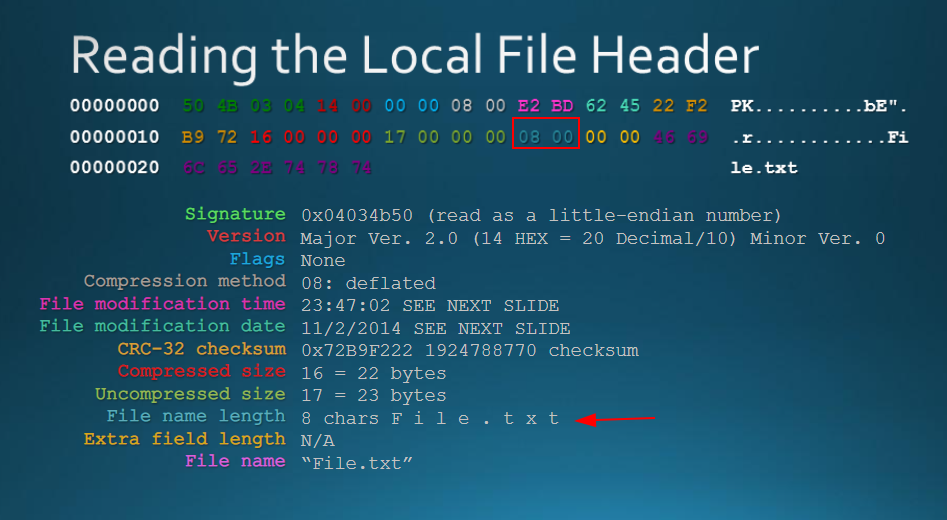 Reading the Local File Header
00000000 50 4B 03 04 14 00 00 00 08 00 E2 BD 62 45 22 F2 PK..........bE".
00000010 B9 72 16 00 00 00 17 00 00 00 08 00 00 00 46 69 .r............Fi
00000020 6C 65 2E 74 78 74 le.txt
Signature 0x04034b50 (read as a little-endian number)
Version Major Ver. 2.0 (14 HEX = 20 Decimal/10) Minor Ver. 0
Flags None
Compression method 08: deflated
File modification time 23:47:02 SEE NEXT SLIDE
File modification date 11/2/2014 SEE NEXT SLIDE
CRC-32 checksum 0x72B9F222 1924788770 checksum
Compressed size 16 = 22 bytes
Uncompressed size 17 = 23 bytes
File name length 8 chars F i l e . t x t
Extra field length N/A
File name “File.txt”